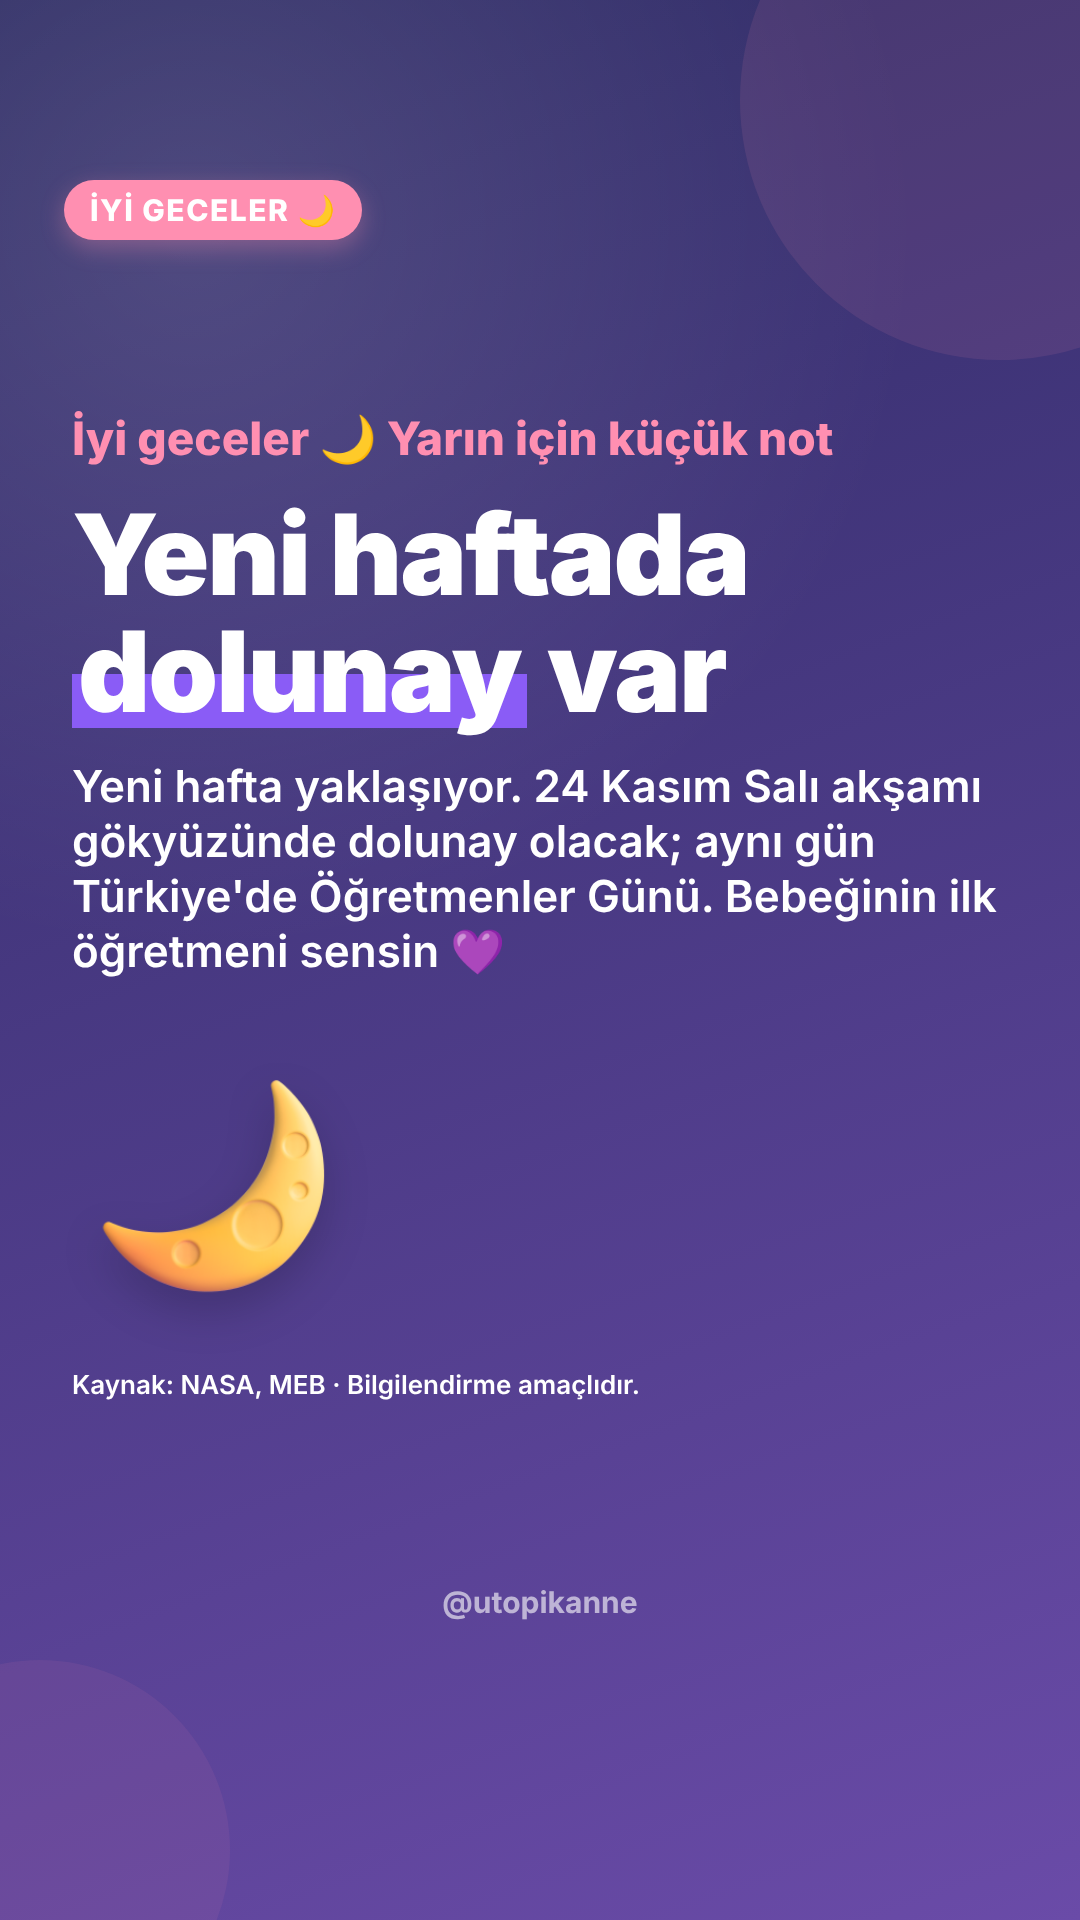 İYİ GECELER 🌙
İyi geceler 🌙 Yarın için küçük not
Yeni haftada
dolunay var
Yeni hafta yaklaşıyor. 24 Kasım Salı akşamı
gökyüzünde dolunay olacak; aynı gün
Türkiye'de Öğretmenler Günü. Bebeğinin ilk
öğretmeni sensin 💜
Kaynak: NASA, MEB · Bilgilendirme amaçlıdır.
@utopikanne